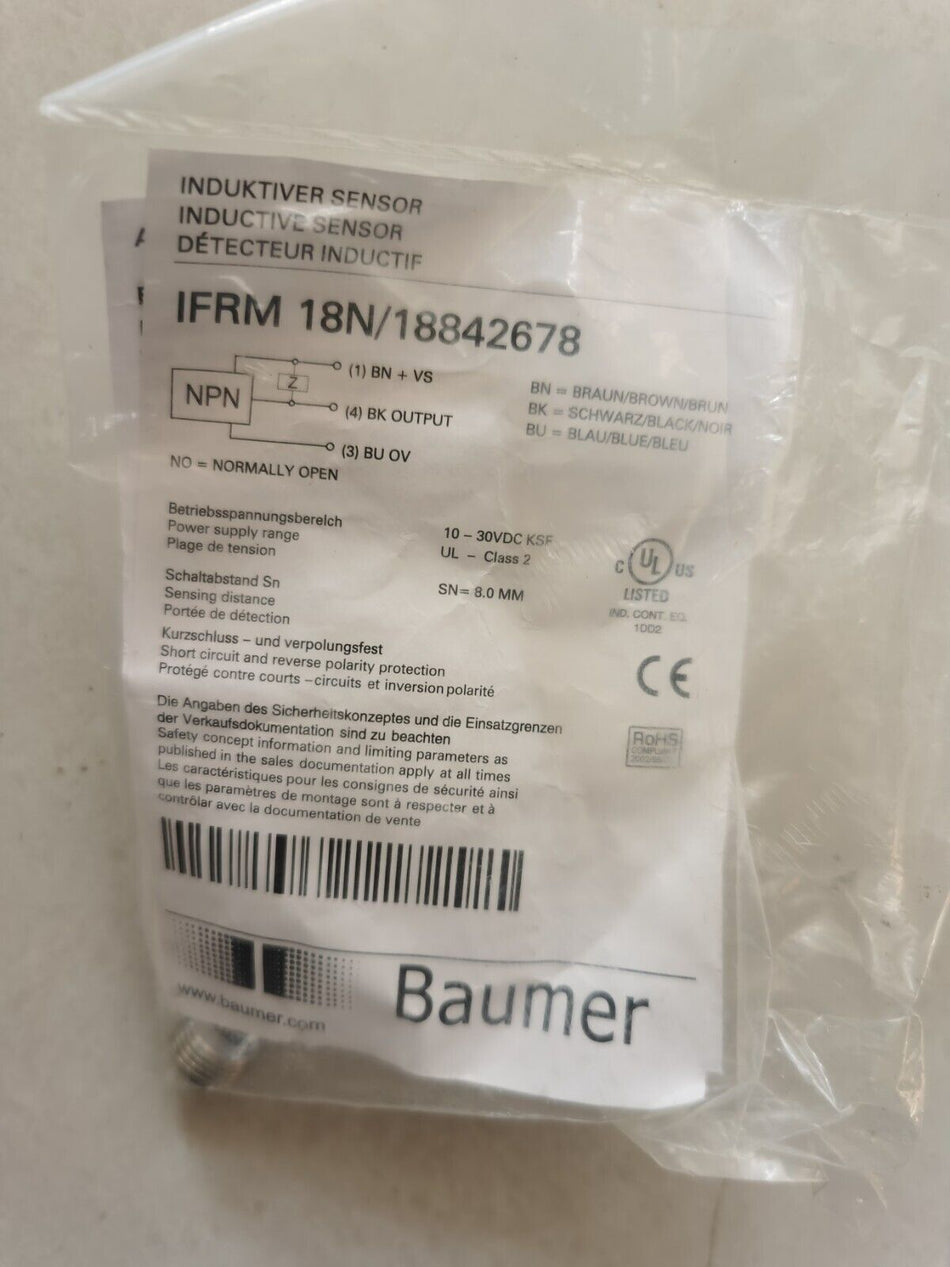 INDUKTIVER SENSOR
INDUCTIVE SENSOR
DÉTECTEUR INDUCTIF
IFRM 18N/18842678
NPN
Z
(1) BN + VS
(4) BK OUTPUT
(3) BU OV
NO = NORMALLY OPEN
BN = BRAUN/BROWN/BRUN
BK = SCHWARZ/BLACK/NOIR
BU = BLAU/BLUE/BLEU
Betriebsspannungsbereich
Power supply range
Plage de tension
10 – 30VDC KSF
UL – Class 2
Schaltabstand Sn
Sensing distance
Portée de détection
SN= 8.0 MM
C UL US
LISTED
IND. CONT. EQ.
1DD2
Kurzschluss – und verpolungsfest
Short circuit and reverse polarity protection
Protégé contre courts –circuits et inversion polarité
CE
Die Angaben des Sicherheitskonzeptes und die Einsatzgrenzen
der Verkaufsdokumentation sind zu beachten
Safety concept information and limiting parameters as
published in the sales documentation apply at all times
Les caractéristiques pour les consignes de sécurité ainsi
que les paramètres de montage sont à respecter et à
contrôlar avec la documentation de vente
RoHS
COMPLIANT
www.baumer.com
Baumer